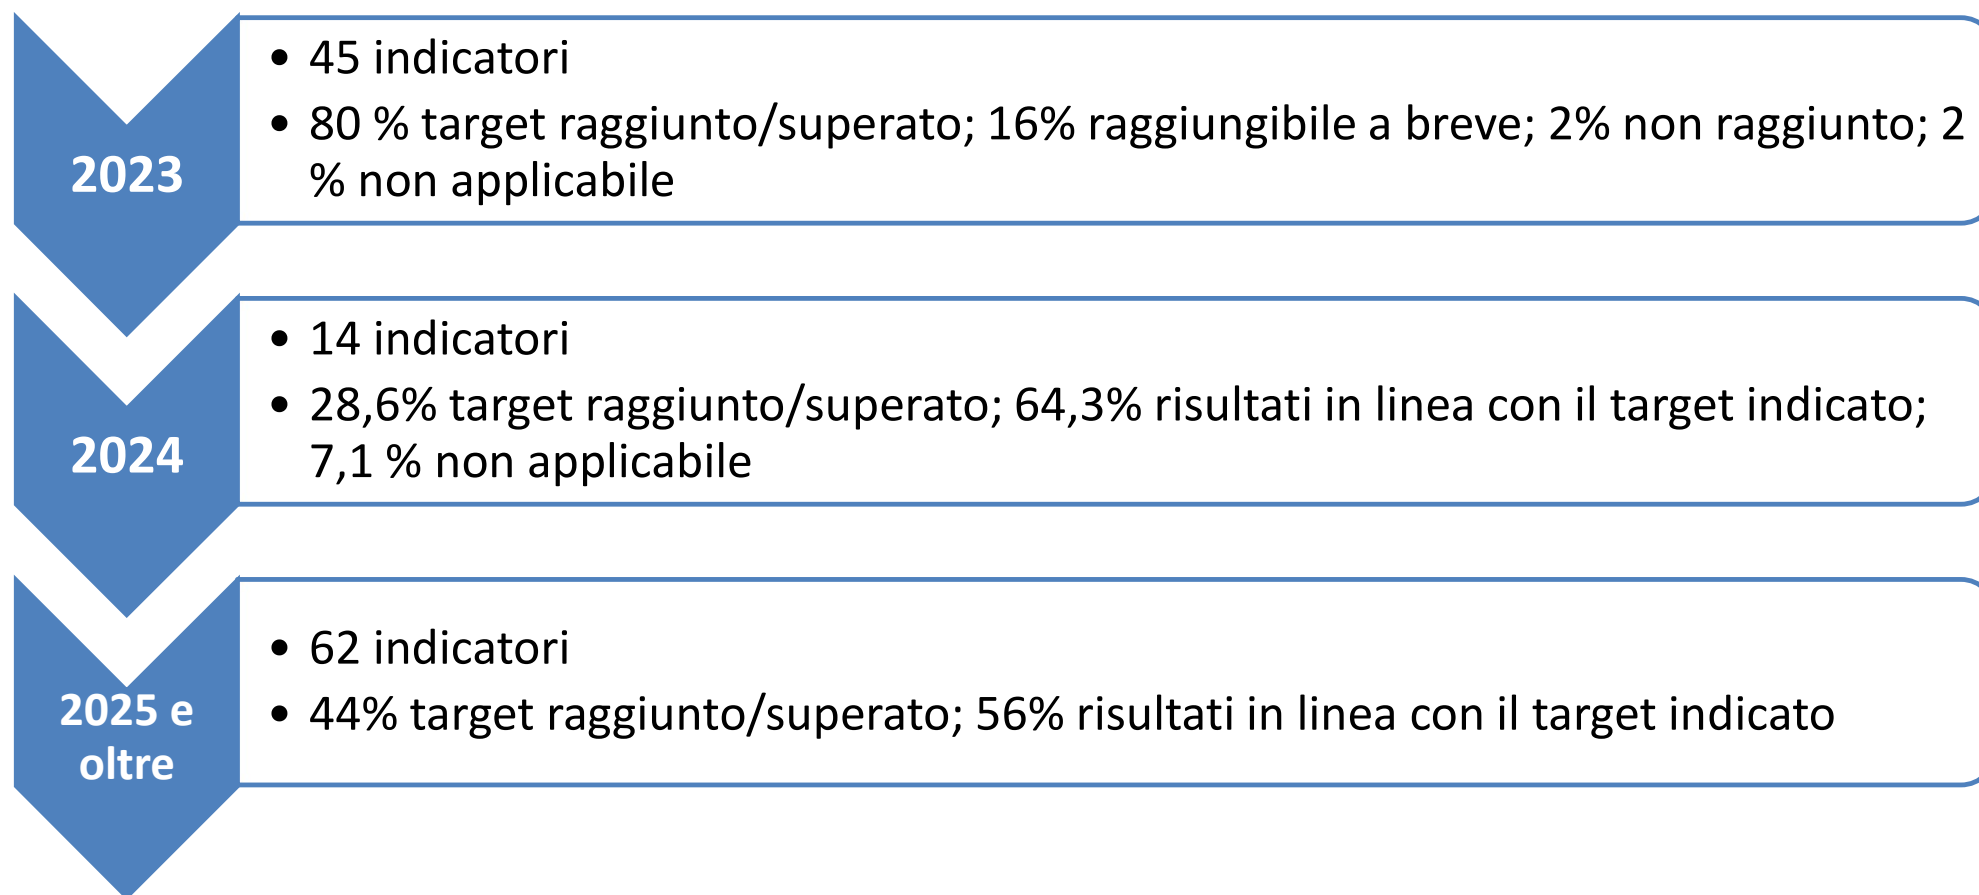 2023
• 45 indicatori
• 80 % target raggiunto/superato; 16% raggiungibile a breve; 2% non raggiunto; 2
% non applicabile
2024
• 14 indicatori
• 28,6% target raggiunto/superato; 64,3% risultati in linea con il target indicato;
7,1 % non applicabile
2025 e
oltre
• 62 indicatori
• 44% target raggiunto/superato; 56% risultati in linea con il target indicato